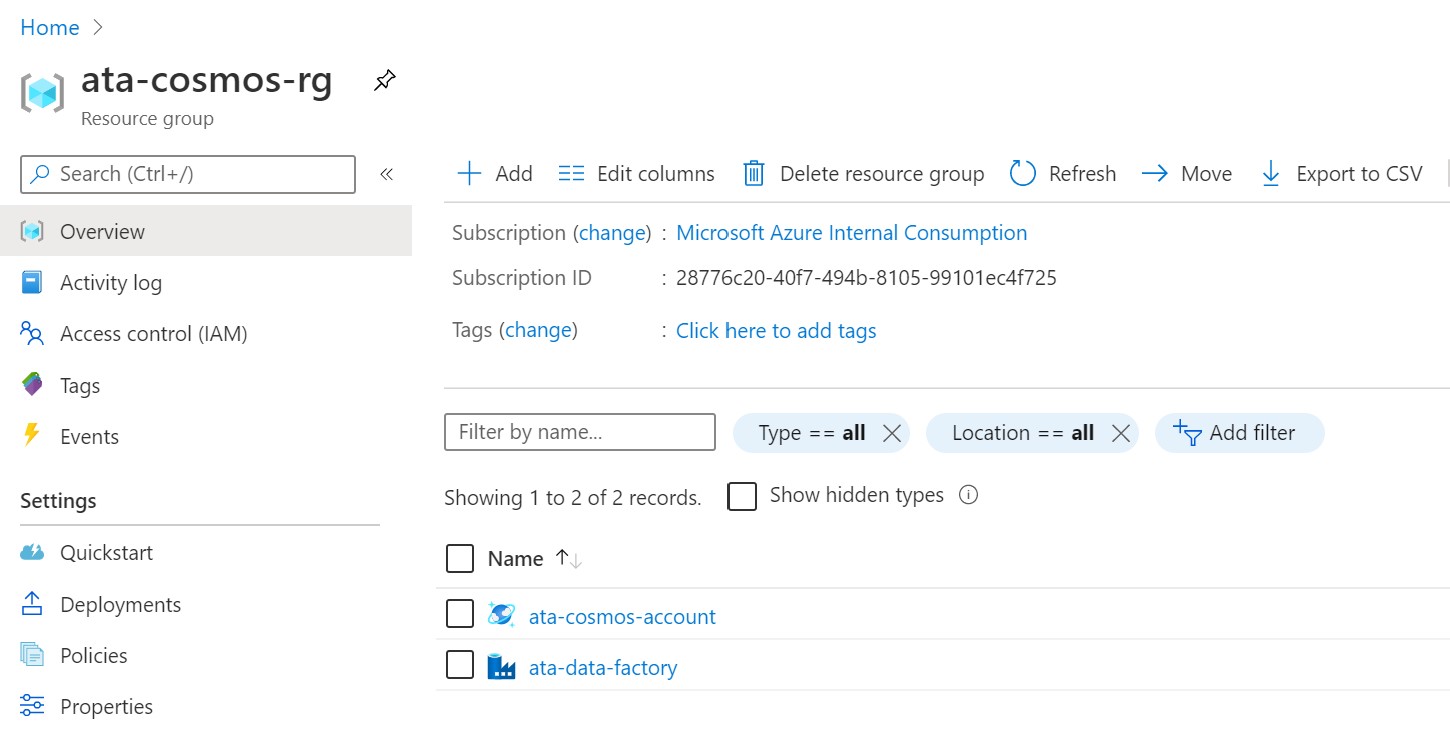 Home >
ata-cosmos-rg
Resource group
Search (Ctrl+/)
«
Overview
Activity log
Access control (IAM)
Tags
Events
Settings
Quickstart
Deployments
Policies
Properties
Add Edit columns Delete resource group Refresh Move Export to CSV
Subscription (change) : Microsoft Azure Internal Consumption
Subscription ID : 28776c20-40f7-494b-8105-99101ec4f725
Tags (change) : Click here to add tags
Filter by name... Type == all Location == all Add filter
Showing 1 to 2 of 2 records. Show hidden types
Name ↑↓
ata-cosmos-account
ata-data-factory